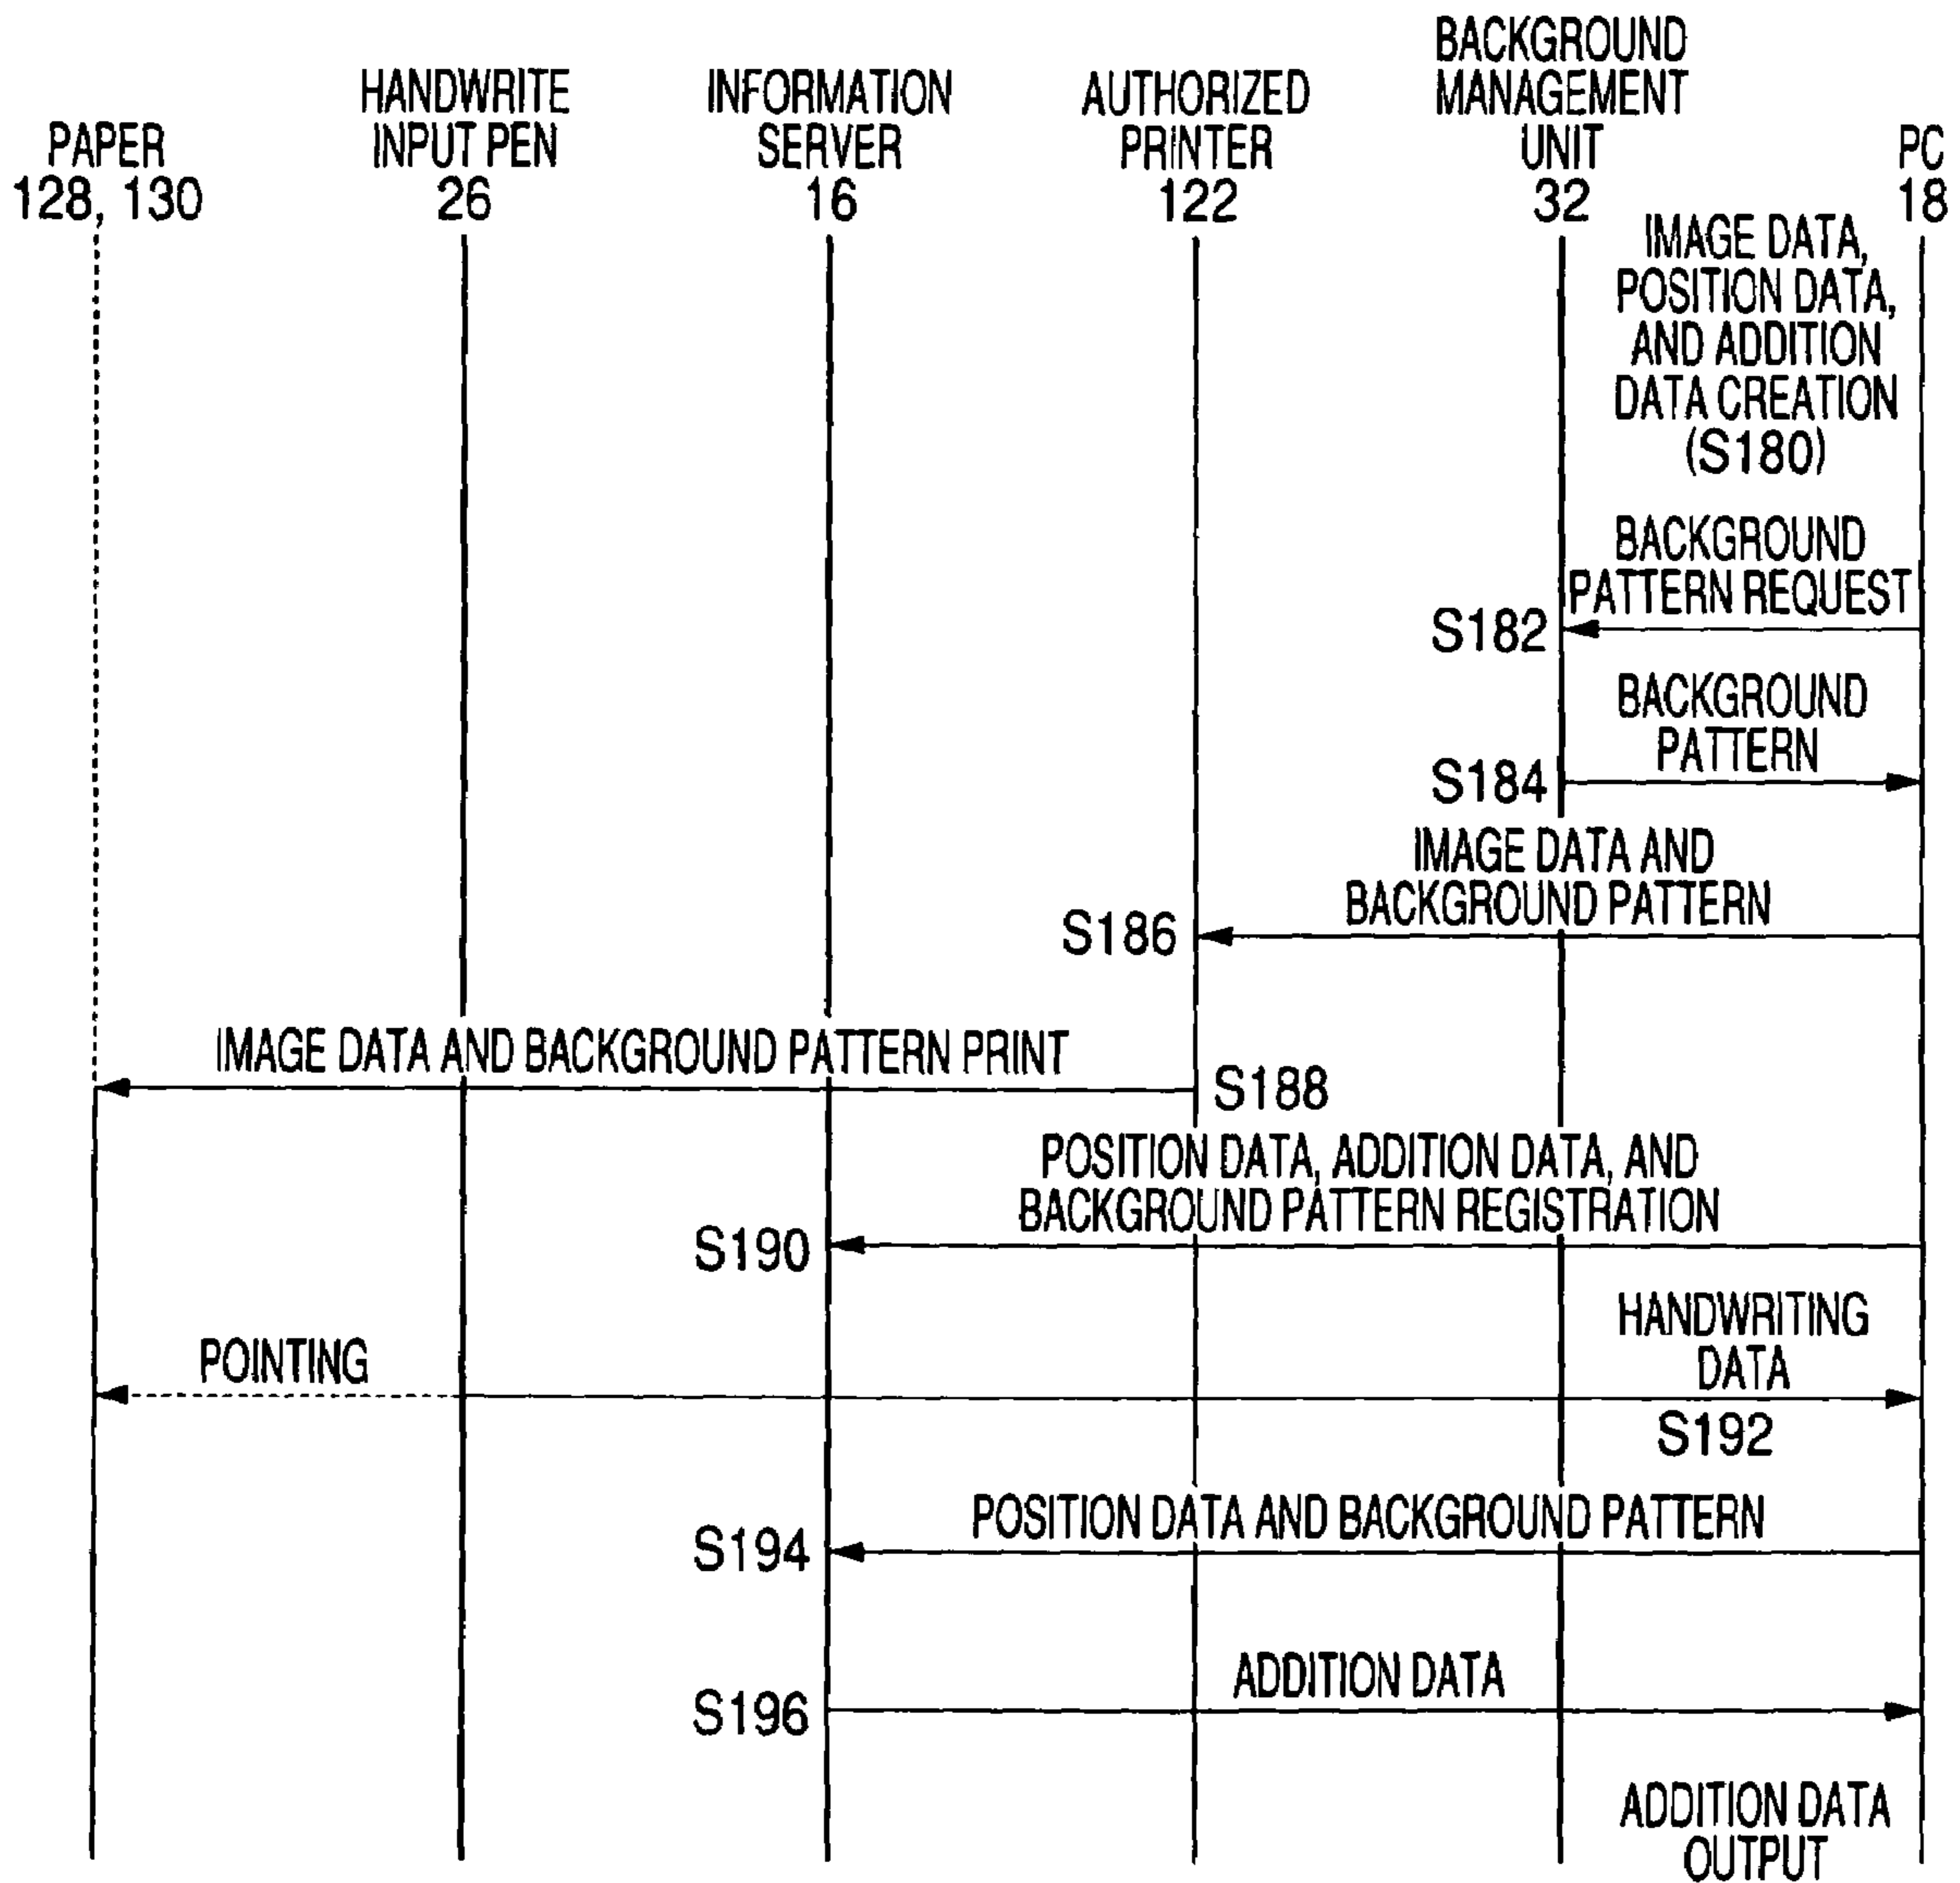 PAPER
128, 130
HANDWRITE
INPUT PEN
26
INFORMATION
SERVER
16
AUTHORIZED
PRINTER
122
BACKGROUND
MANAGEMENT
UNIT
32
PC
18
IMAGE DATA,
POSITION DATA,
AND ADDITION
DATA CREATION
(S180)
BACKGROUND
PATTERN REQUEST
S182
BACKGROUND
PATTERN
S184
IMAGE DATA AND
BACKGROUND PATTERN
S186
IMAGE DATA AND BACKGROUND PATTERN PRINT
S188
POSITION DATA, ADDITION DATA, AND
BACKGROUND PATTERN REGISTRATION
S190
POINTING
HANDWRITING
DATA
S192
POSITION DATA AND BACKGROUND PATTERN
S194
ADDITION DATA
S196
ADDITION DATA
OUTPUT